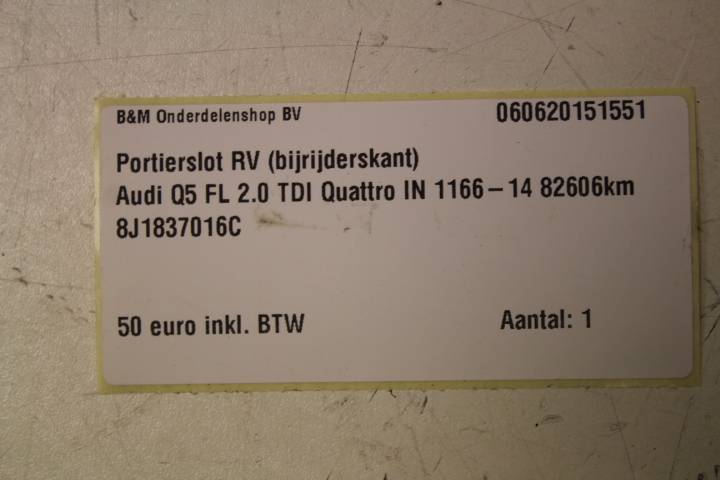 B&M Onderdelenshop BV 060620151551
Portierslot RV (bijrijderskant)
Audi Q5 FL 2.0 TDI Quattro IN 1166-14 82606km
8J1837016C
50 euro inkl. BTW Aantal: 1